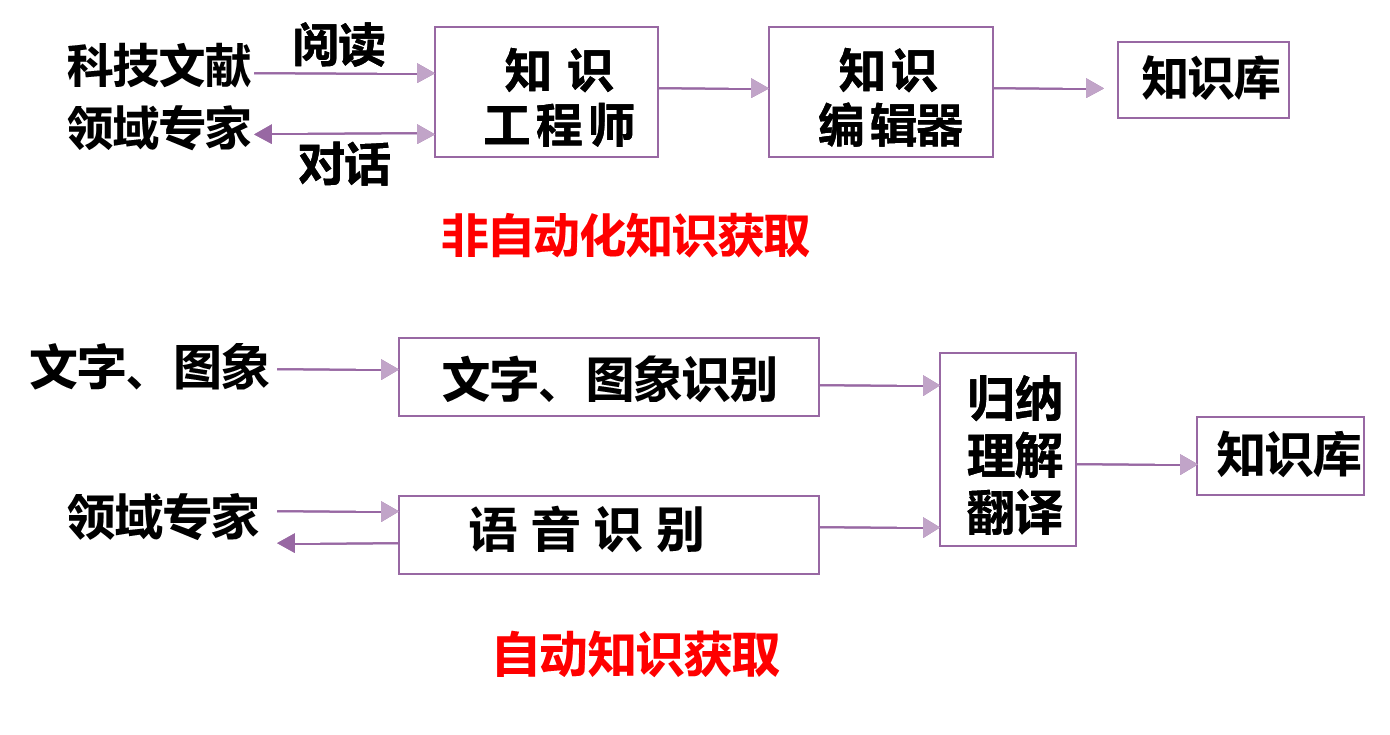 阅读
科技文献
领域专家
对话
知 识
工程师
知识
编辑器
知识库
非自动化知识获取
文字、图象
文字、图象识别
领域专家
语音识别
归纳
理解
翻译
知识库
自动知识获取